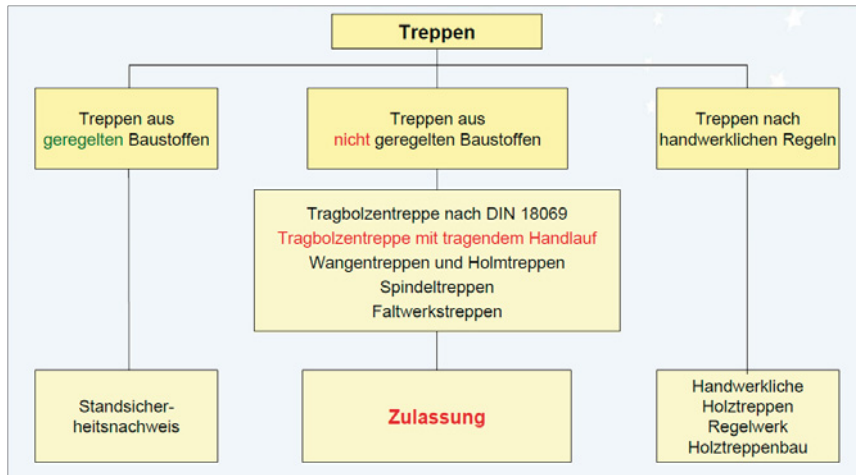 Treppen
Treppen aus
geregelten Baustoffen
Treppen aus
nicht geregelten Baustoffen
Treppen nach
handwerklichen Regeln
Tragbolzentreppe nach DIN 18069
Tragbolzentreppe mit tragendem Handlauf
Wangentreppen und Holmtreppen
Spindeltreppen
Faltwerkstreppen
Standsicher-
heitsnachweis
Zulassung
Handwerkliche
Holztreppen
Regelwerk
Holztreppenbau